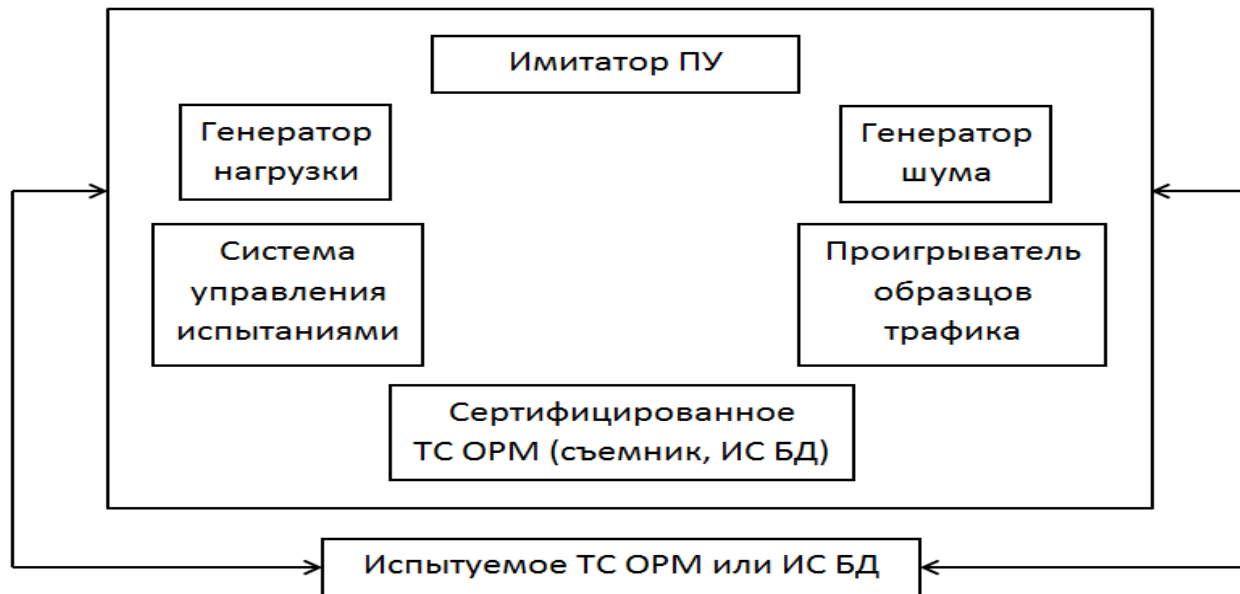 Имитатор ПУ
Генератор
нагрузки
Генератор
шума
Система
управления
испытаниями
Проигрыватель
образцов
трафика
Сертифицированное
ТС ОРМ (съемник, ИС БД)
Испытуемое ТС ОРМ или ИС БД